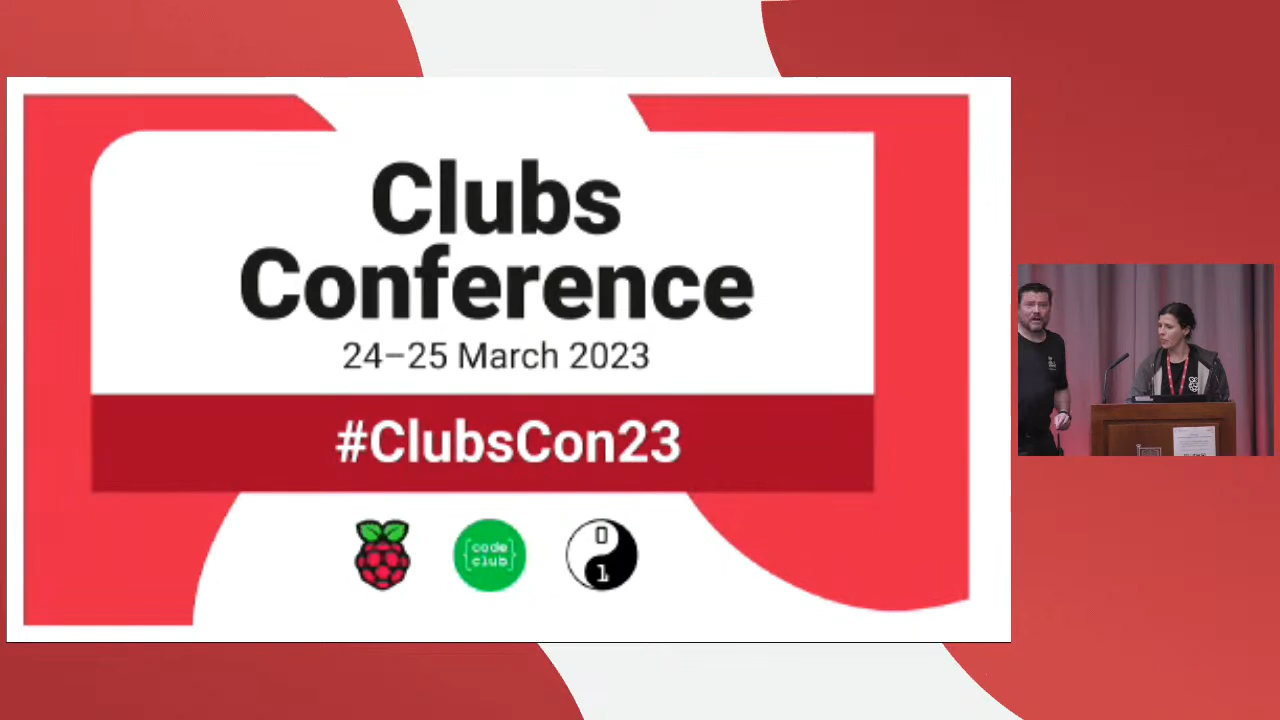 Clubs
Conference
24–25 March 2023
#ClubsCon23
{code
club}
0
1